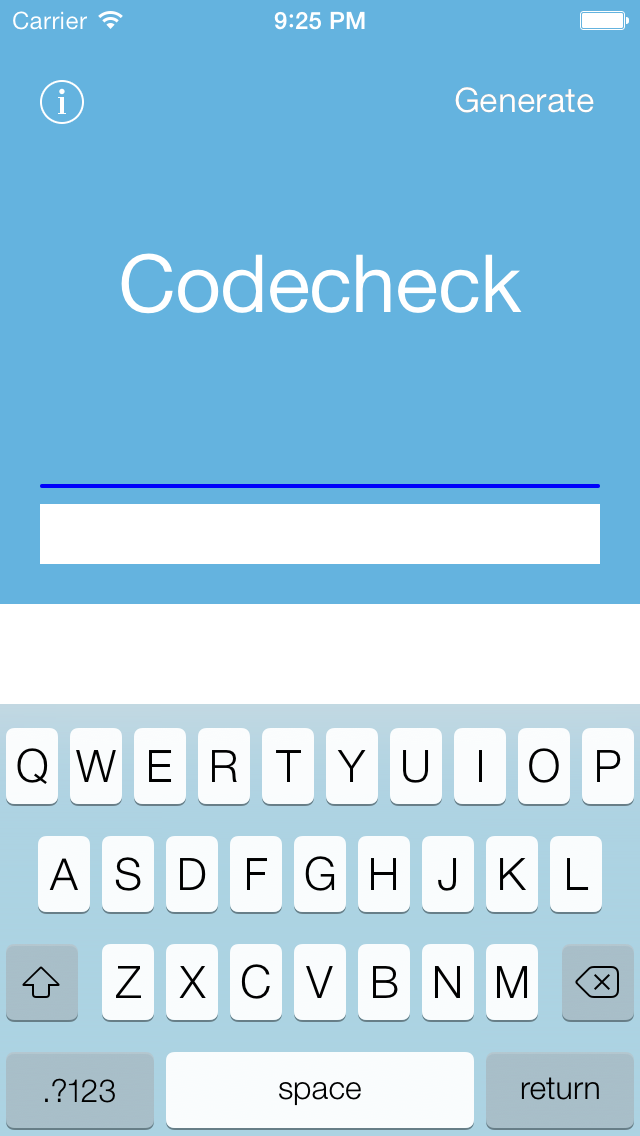 Carrier 9:25 PM
i Generate
Codecheck
Q W E R T Y U I O P
A S D F G H J K L
Z X C V B N M
.?123 space return